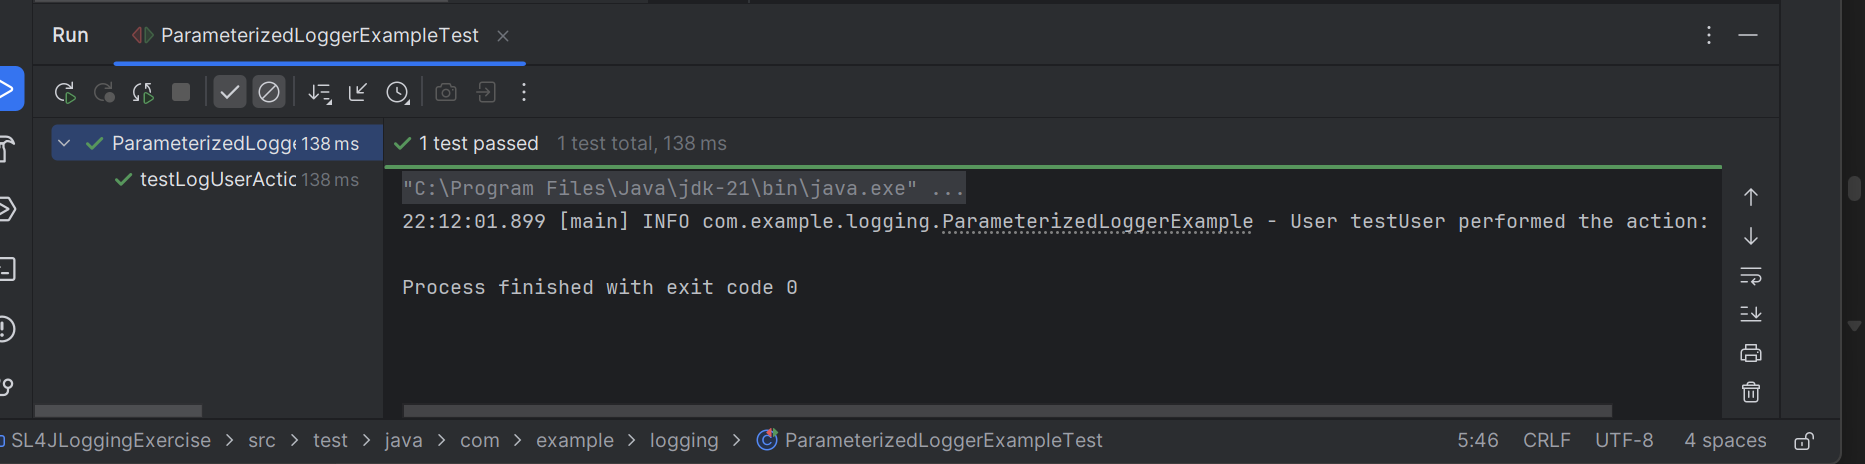 Run ParameterizedLoggerExampleTest
ParameterizedLogge 138 ms
testLogUserActic 138 ms
1 test passed 1 test total, 138 ms
"C:\Program Files\Java\jdk-21\bin\java.exe" ...
22:12:01.899 [main] INFO com.example.logging.ParameterizedLoggerExample - User testUser performed the action:
Process finished with exit code 0
SL4JLoggingExercise > src > test > java > com > example > logging > ParameterizedLoggerExampleTest 5:46 CRLF UTF-8 4 spaces